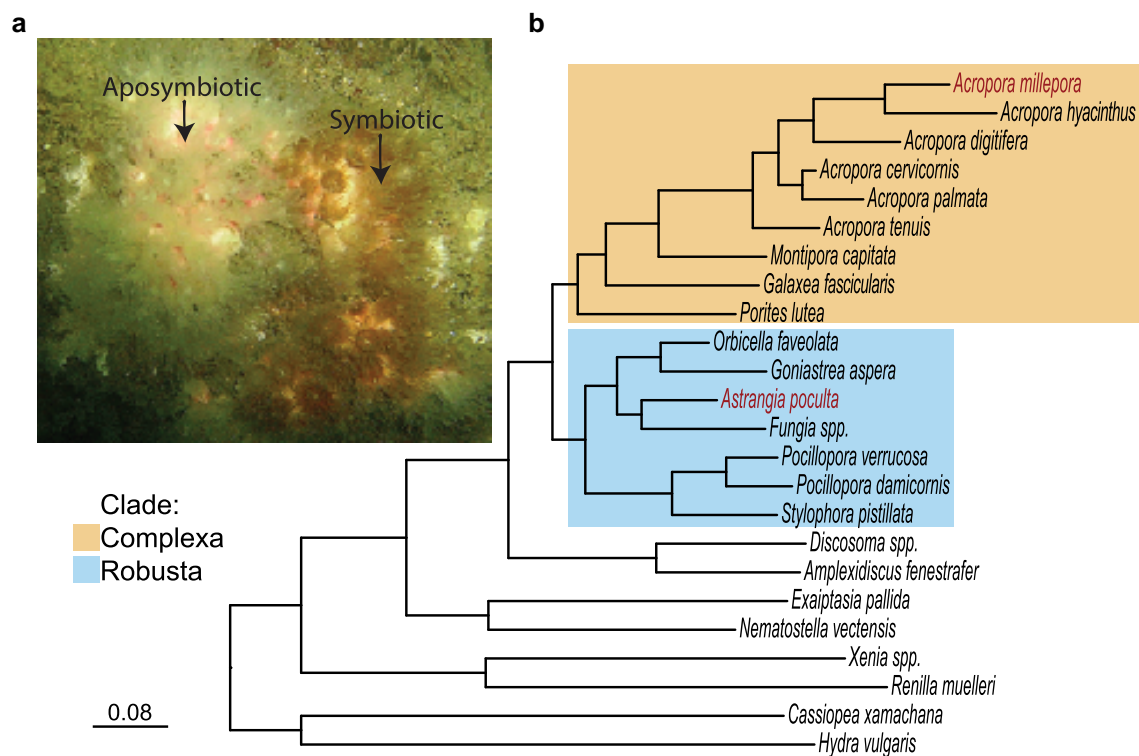 a
b
Aposymbiotic
Symbiotic
Acropora millepora
Acropora hyacinthus
Acropora digitifera
Acropora cervicornis
Acropora palmata
Acropora tenuis
Montipora capitata
Galaxea fascicularis
Porites lutea
Orbicella faveolata
Goniastrea aspera
Astrangia poculta
Fungia spp.
Pocillopora verrucosa
Pocillopora damicornis
Stylophora pistillata
Discosoma spp.
Amplexidiscus fenestrafer
Exaiptasia pallida
Nematostella vectensis
Xenia spp.
Renilla muelleri
Cassiopea xamachana
Hydra vulgaris
Clade:
Complexa
Robusta
0.08